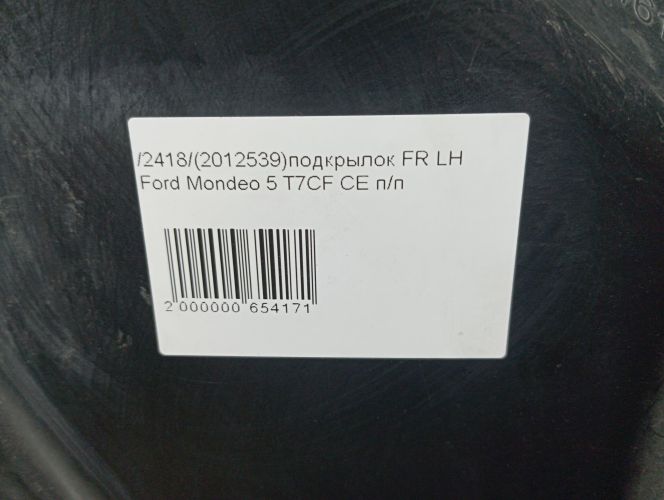 /2418/(2012539)подкрылок FR LH
Ford Mondeo 5 T7CF CE п/п
2 000000 654171